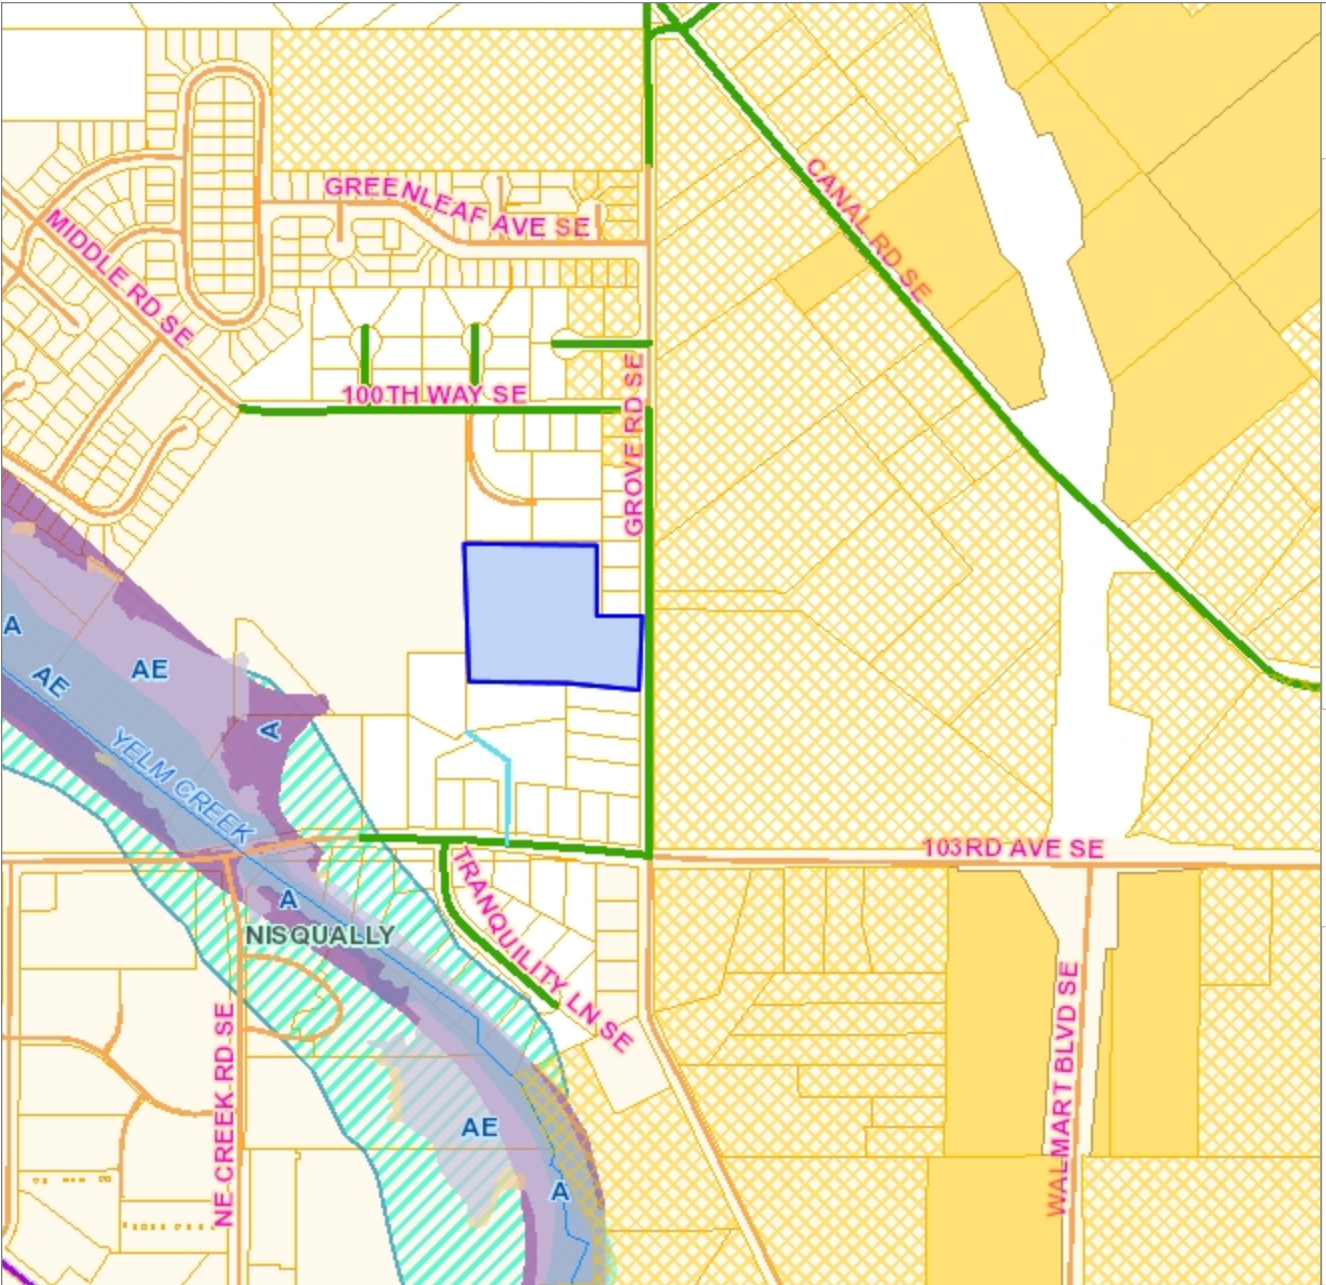 CANAL RD SE
GREENLEAF AVE SE
MIDDLE RD SE
100TH WAY SE
GROVE RD SE
A
AE
AE
A
YELM CREEK
103RD AVE SE
A
NISQUALLY
TRANQUILITY LN SE
NE CREEK RD SE
WALMART BLVD SE
AE
A